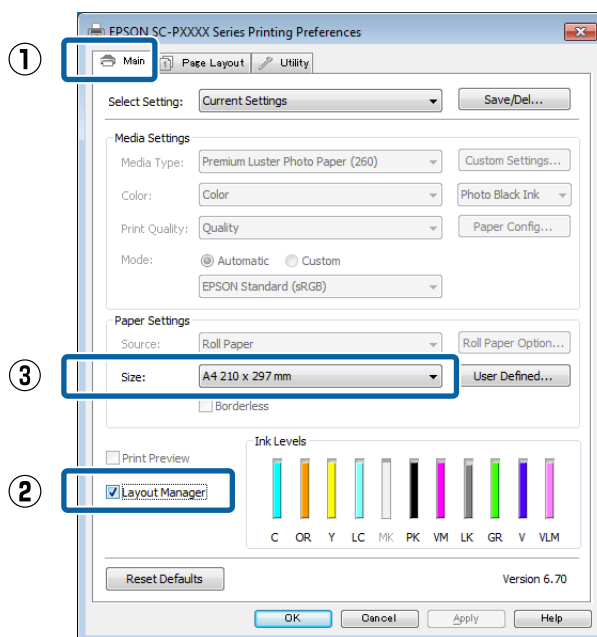 EPSON SC-PXXXX Series Printing Preferences
①
Main
Page Layout
Utility
Select Setting: Current Settings Save/Del...
Media Settings
Media Type: Premium Luster Photo Paper (260) Custom Settings...
Color: Color Photo Black Ink
Print Quality: Quality Paper Config...
Mode: Automatic Custom
EPSON Standard (sRGB)
Paper Settings
Source: Roll Paper Roll Paper Option...
③
Size: A4 210 x 297 mm User Defined...
Borderless
Ink Levels
Print Preview
②
Layout Manager
C OR Y LC MK PK VM LK GR V VLM
Reset Defaults Version 6.70
OK Cancel Apply Help